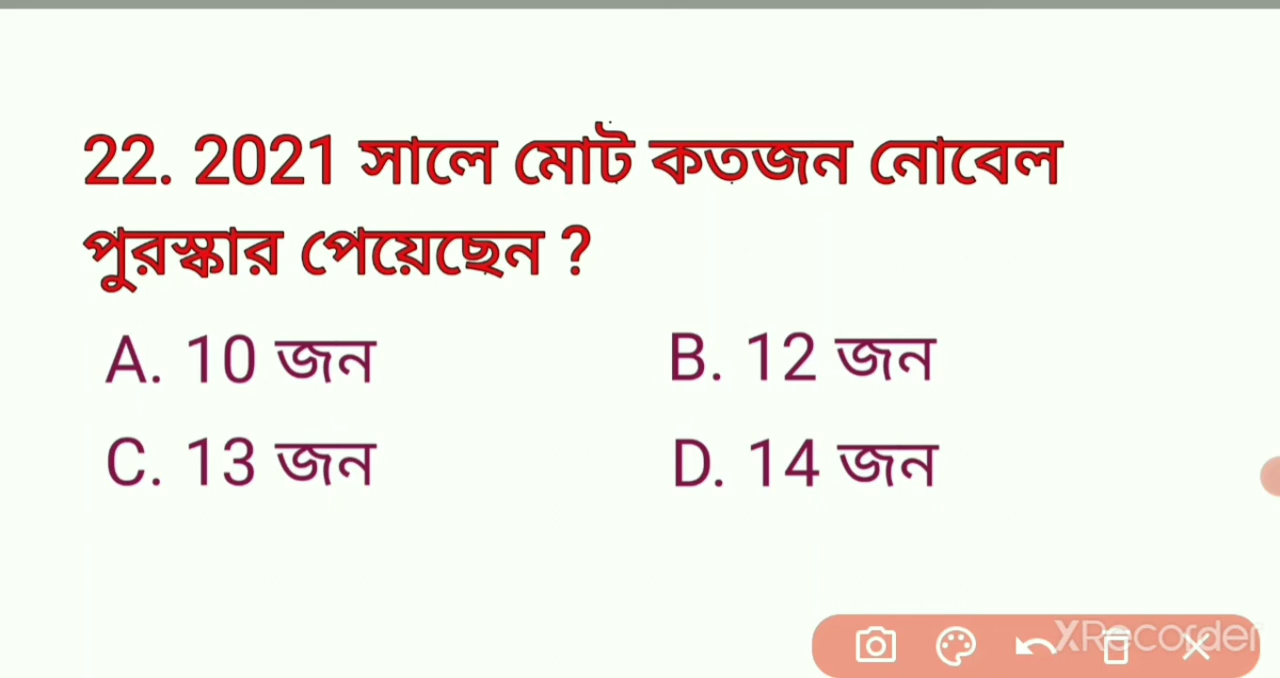 22. 2021 সালে মোট কতজন নোবেল
পুরস্কার পেয়েছেন ?
A. 10 জন B. 12 জন
C. 13 জন D. 14 জন
XRecorder